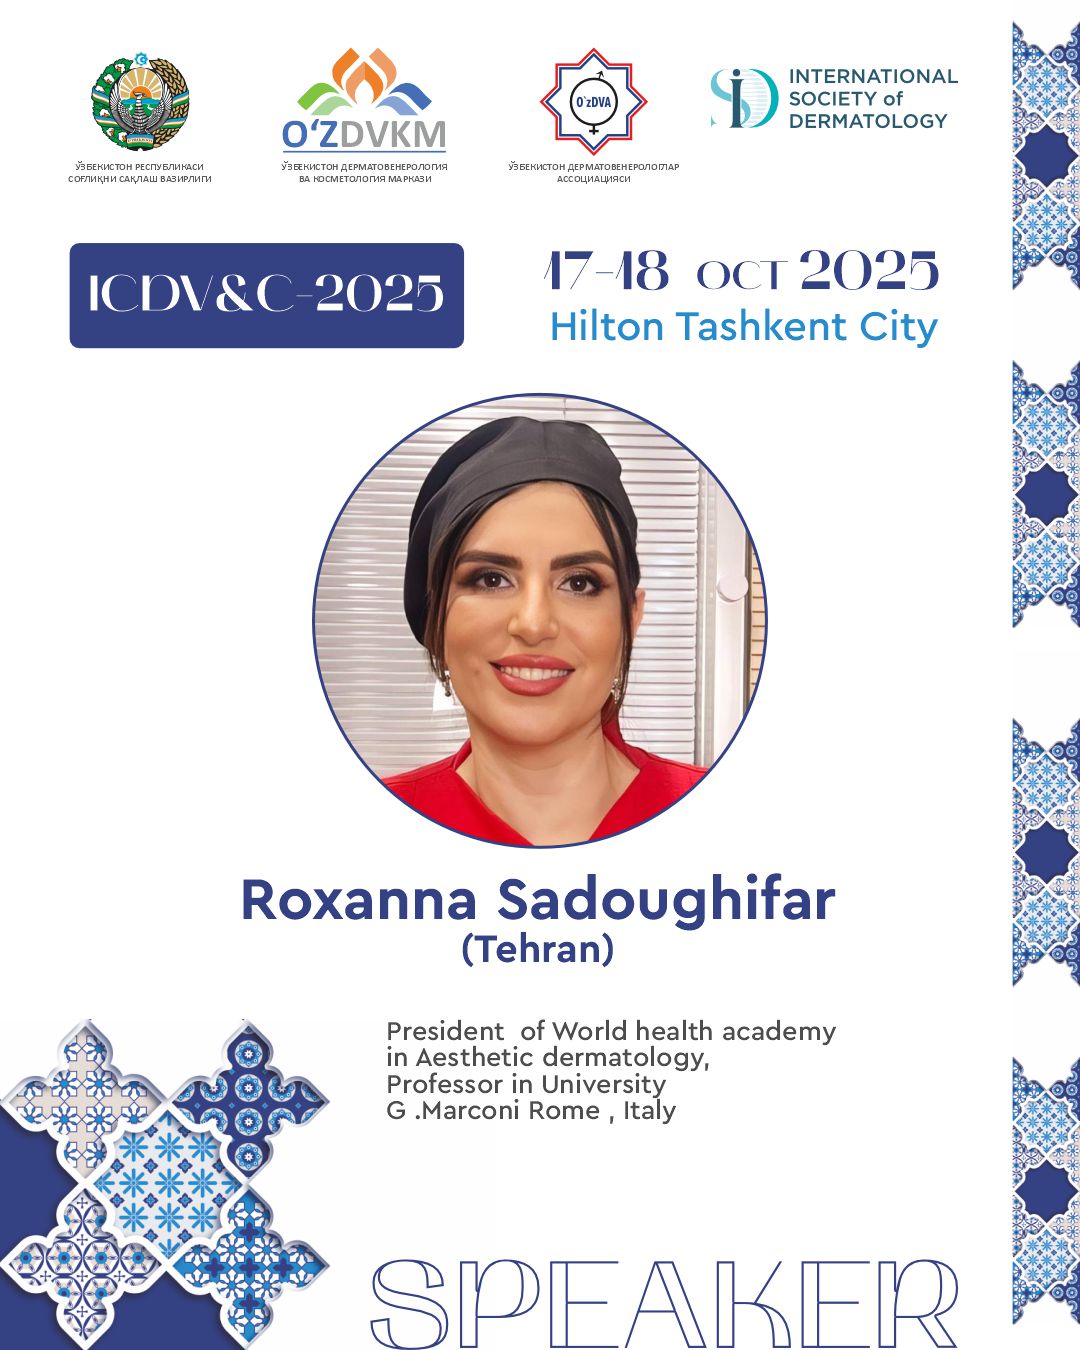 ЎЗБЕКИСТОН РЕСПУБЛИКАСИ
СОҒЛИҚНИ САҚЛАШ ВАЗИРЛИГИ
O‘ZDVKM
ЎЗБЕКИСТОН ДЕРМАТОВЕНЕРОЛОГИЯ
ВА КОСМЕТОЛОГИЯ МАРКАЗИ
O`zDVA
ЎЗБЕКИСТОН ДЕРМАТОВЕНЕРОЛОГЛАР
АССОЦИАЦИЯСИ
SiD
INTERNATIONAL
SOCIETY of
DERMATOLOGY
ICDV&C-2025
17-18 OCT 2025
Hilton Tashkent City
Roxanna Sadoughifar
(Tehran)
President of World health academy
in Aesthetic dermatology,
Professor in University
G .Marconi Rome , Italy
SPEAKER